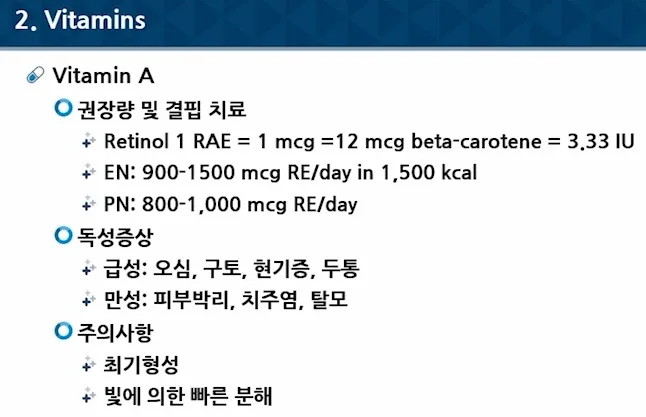 2. Vitamins
Vitamin A
권장량 및 결핍 치료
Retinol 1 RAE = 1 mcg =12 mcg beta-carotene = 3.33 IU
EN: 900-1500 mcg RE/day in 1,500 kcal
PN: 800-1,000 mcg RE/day
독성증상
급성: 오심, 구토, 현기증, 두통
만성: 피부박리, 치주염, 탈모
주의사항
최기형성
빛에 의한 빠른 분해